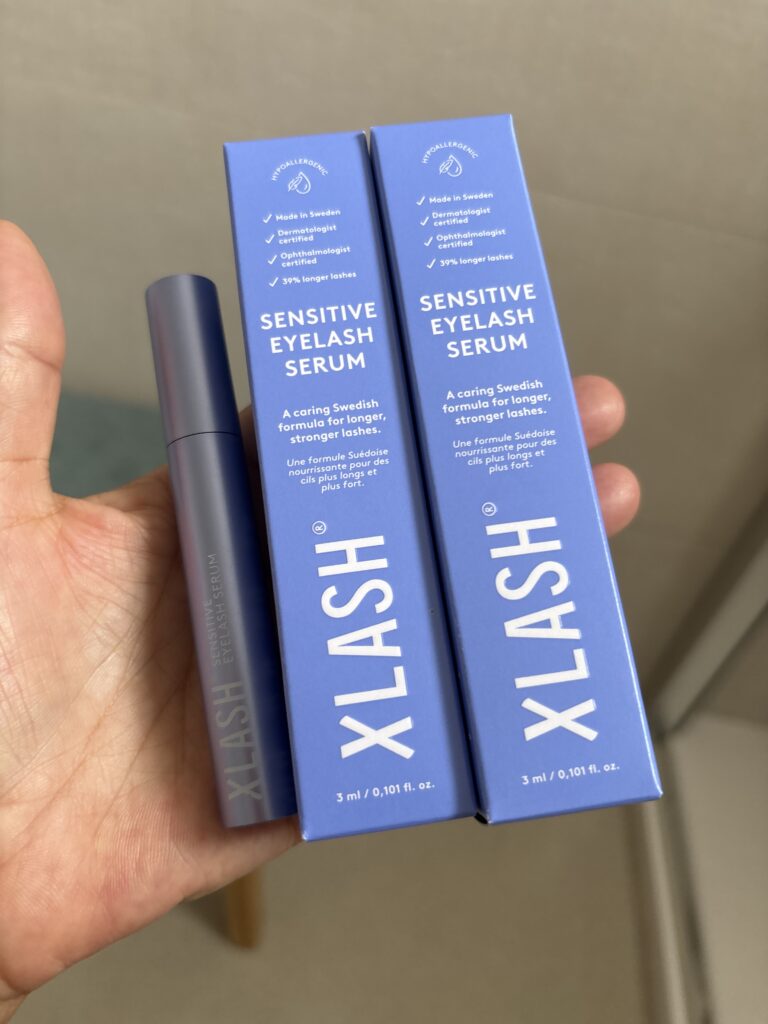 HYPOALLERGENIC
✓ Made in Sweden
✓ Dermatologist
certified
✓ Ophthalmologist
certified
✓ 39% longer lashes
SENSITIVE
EYELASH
SERUM
A caring Swedish
formula for longer,
stronger lashes.
Une formule Suédoise
nourrissante pour des
cils plus longs et
plus fort.
XLASH®
3 ml / 0,101 fl. oz.
HYPOALLERGENIC
✓ Made in Sweden
✓ Dermatologist
certified
✓ Ophthalmologist
certified
✓ 39% longer lashes
SENSITIVE
EYELASH
SERUM
A caring Swedish
formula for longer,
stronger lashes.
Une formule Suédoise
nourrissante pour des
cils plus longs et
plus fort.
XLASH®
3 ml / 0,101 fl. oz.
XLASH
SENSITIVE
EYELASH SERUM